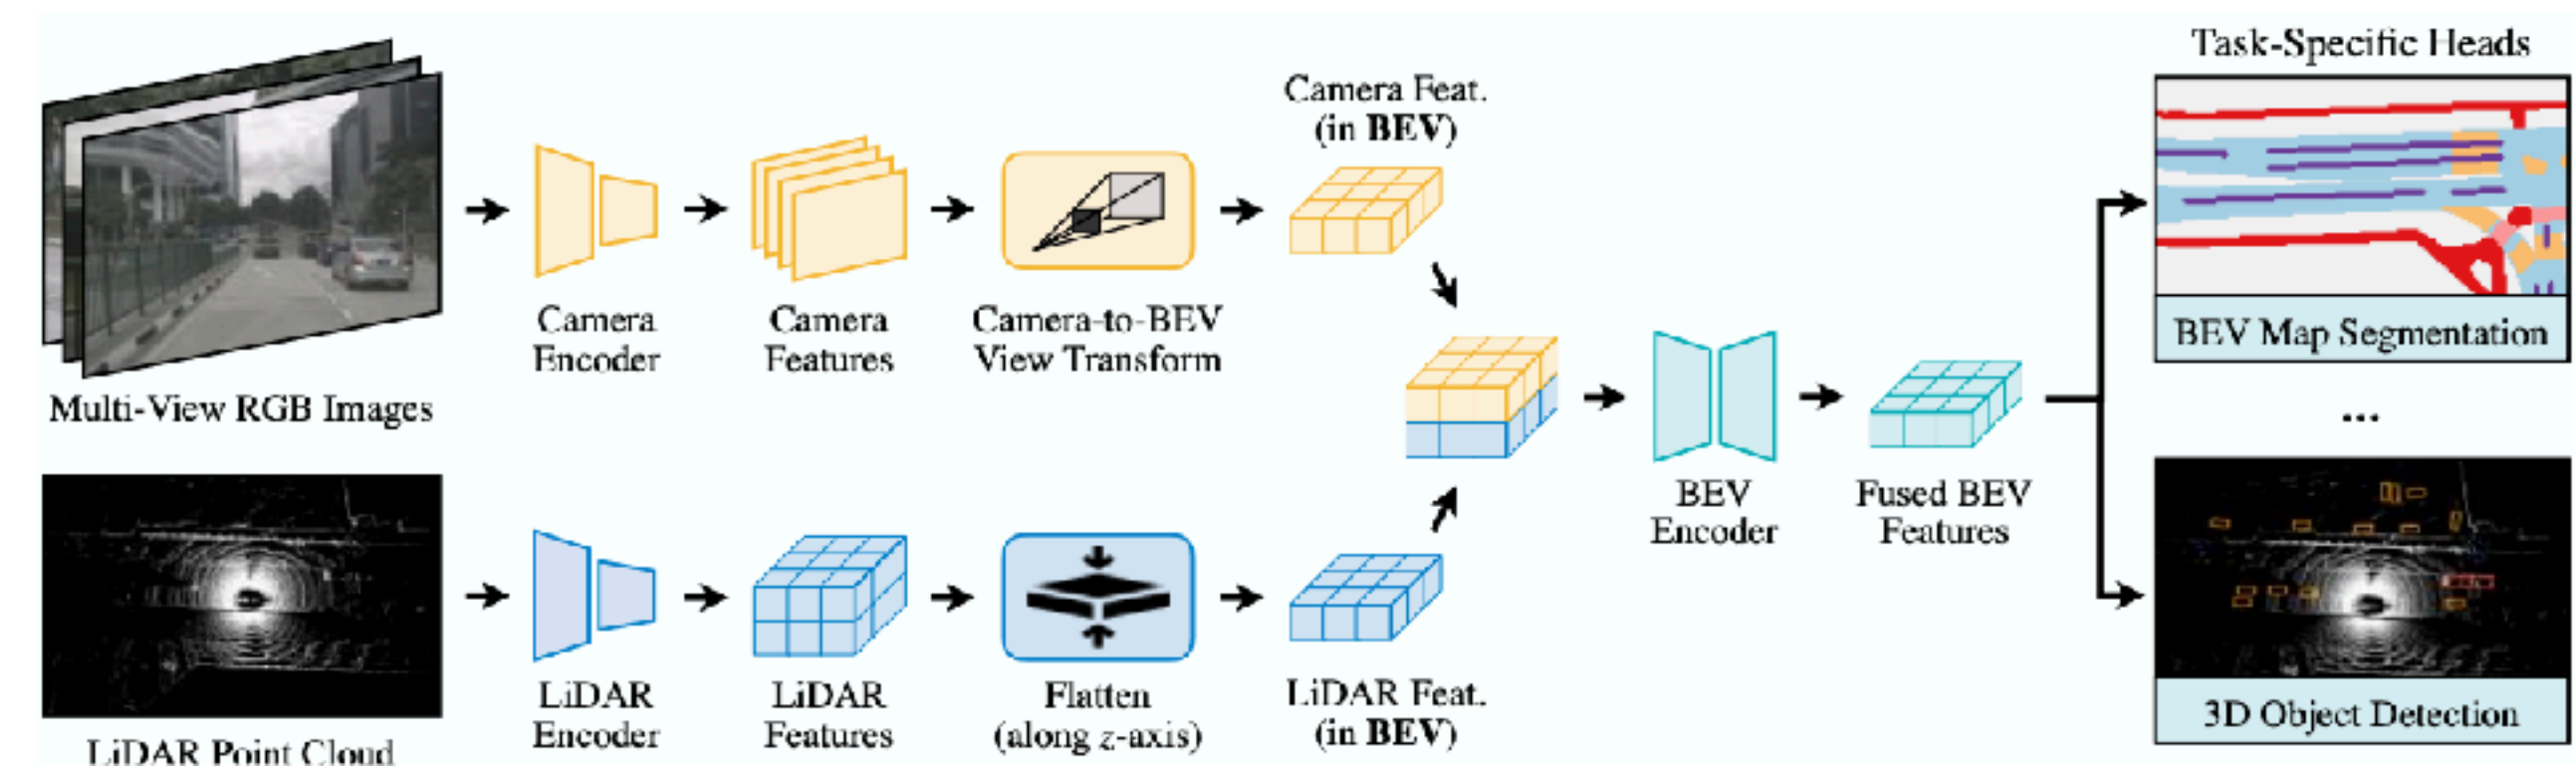 Task-Specific Heads
Camera Feat.
(in BEV)
Camera
Encoder
Camera
Features
Camera-to-BEV
View Transform
BEV Map Segmentation
Multi-View RGB Images
...
BEV
Encoder
Fused BEV
Features
LiDAR
Encoder
LiDAR
Features
Flatten
(along z-axis)
LiDAR Feat.
(in BEV)
3D Object Detection
LiDAR Point Cloud